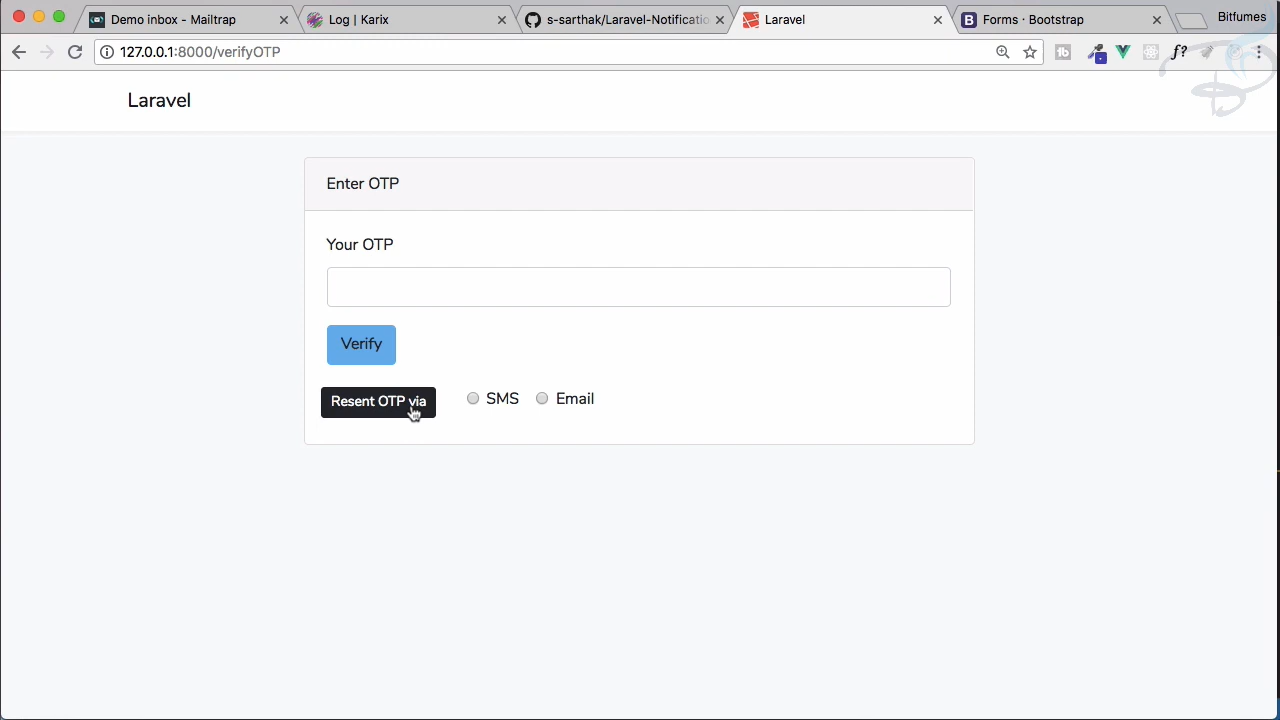 Demo inbox - Mailtrap
Log | Karix
s-sarthak/Laravel-Notificatio
Laravel
Forms · Bootstrap
Bitfumes
127.0.0.1:8000/verifyOTP
Laravel
Enter OTP
Your OTP
Verify
Resent OTP via
SMS
Email